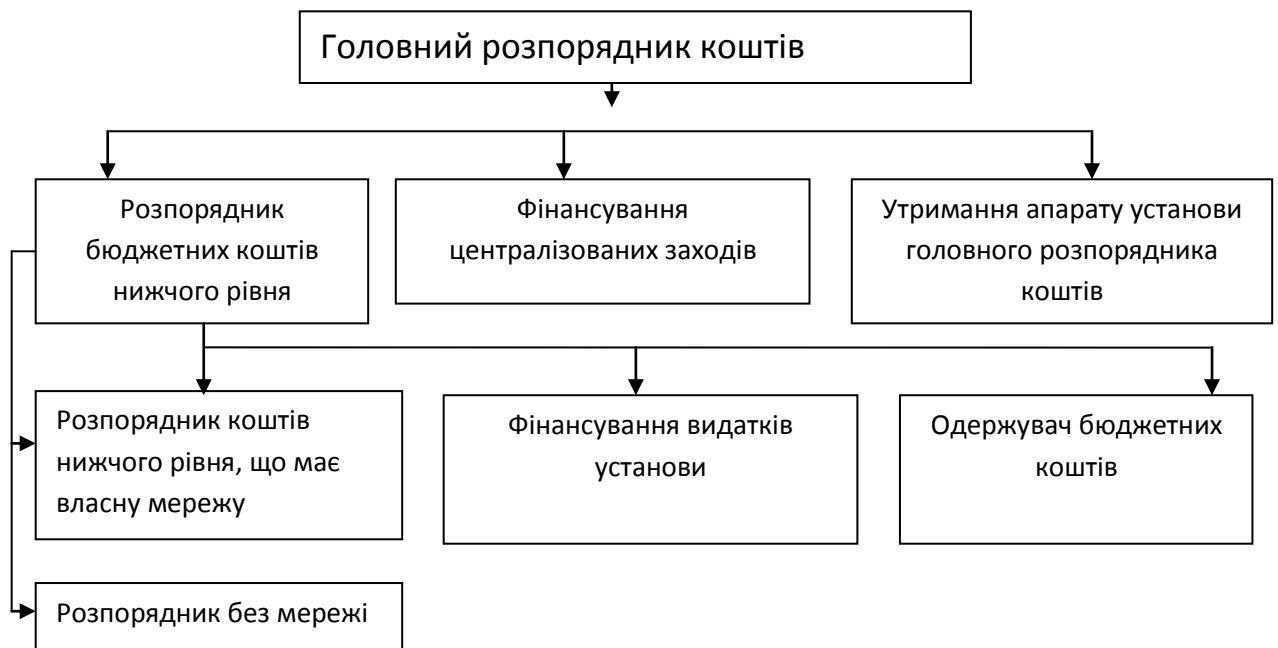 Головний розпорядник коштів
Розпорядник
бюджетних коштів
нижчого рівня
Фінансування
централізованих заходів
Утримання апарату установи
головного розпорядника
коштів
Розпорядник коштів
нижчого рівня, що має
власну мережу
Фінансування видатків
установи
Одержувач бюджетних
коштів
Розпорядник без мережі